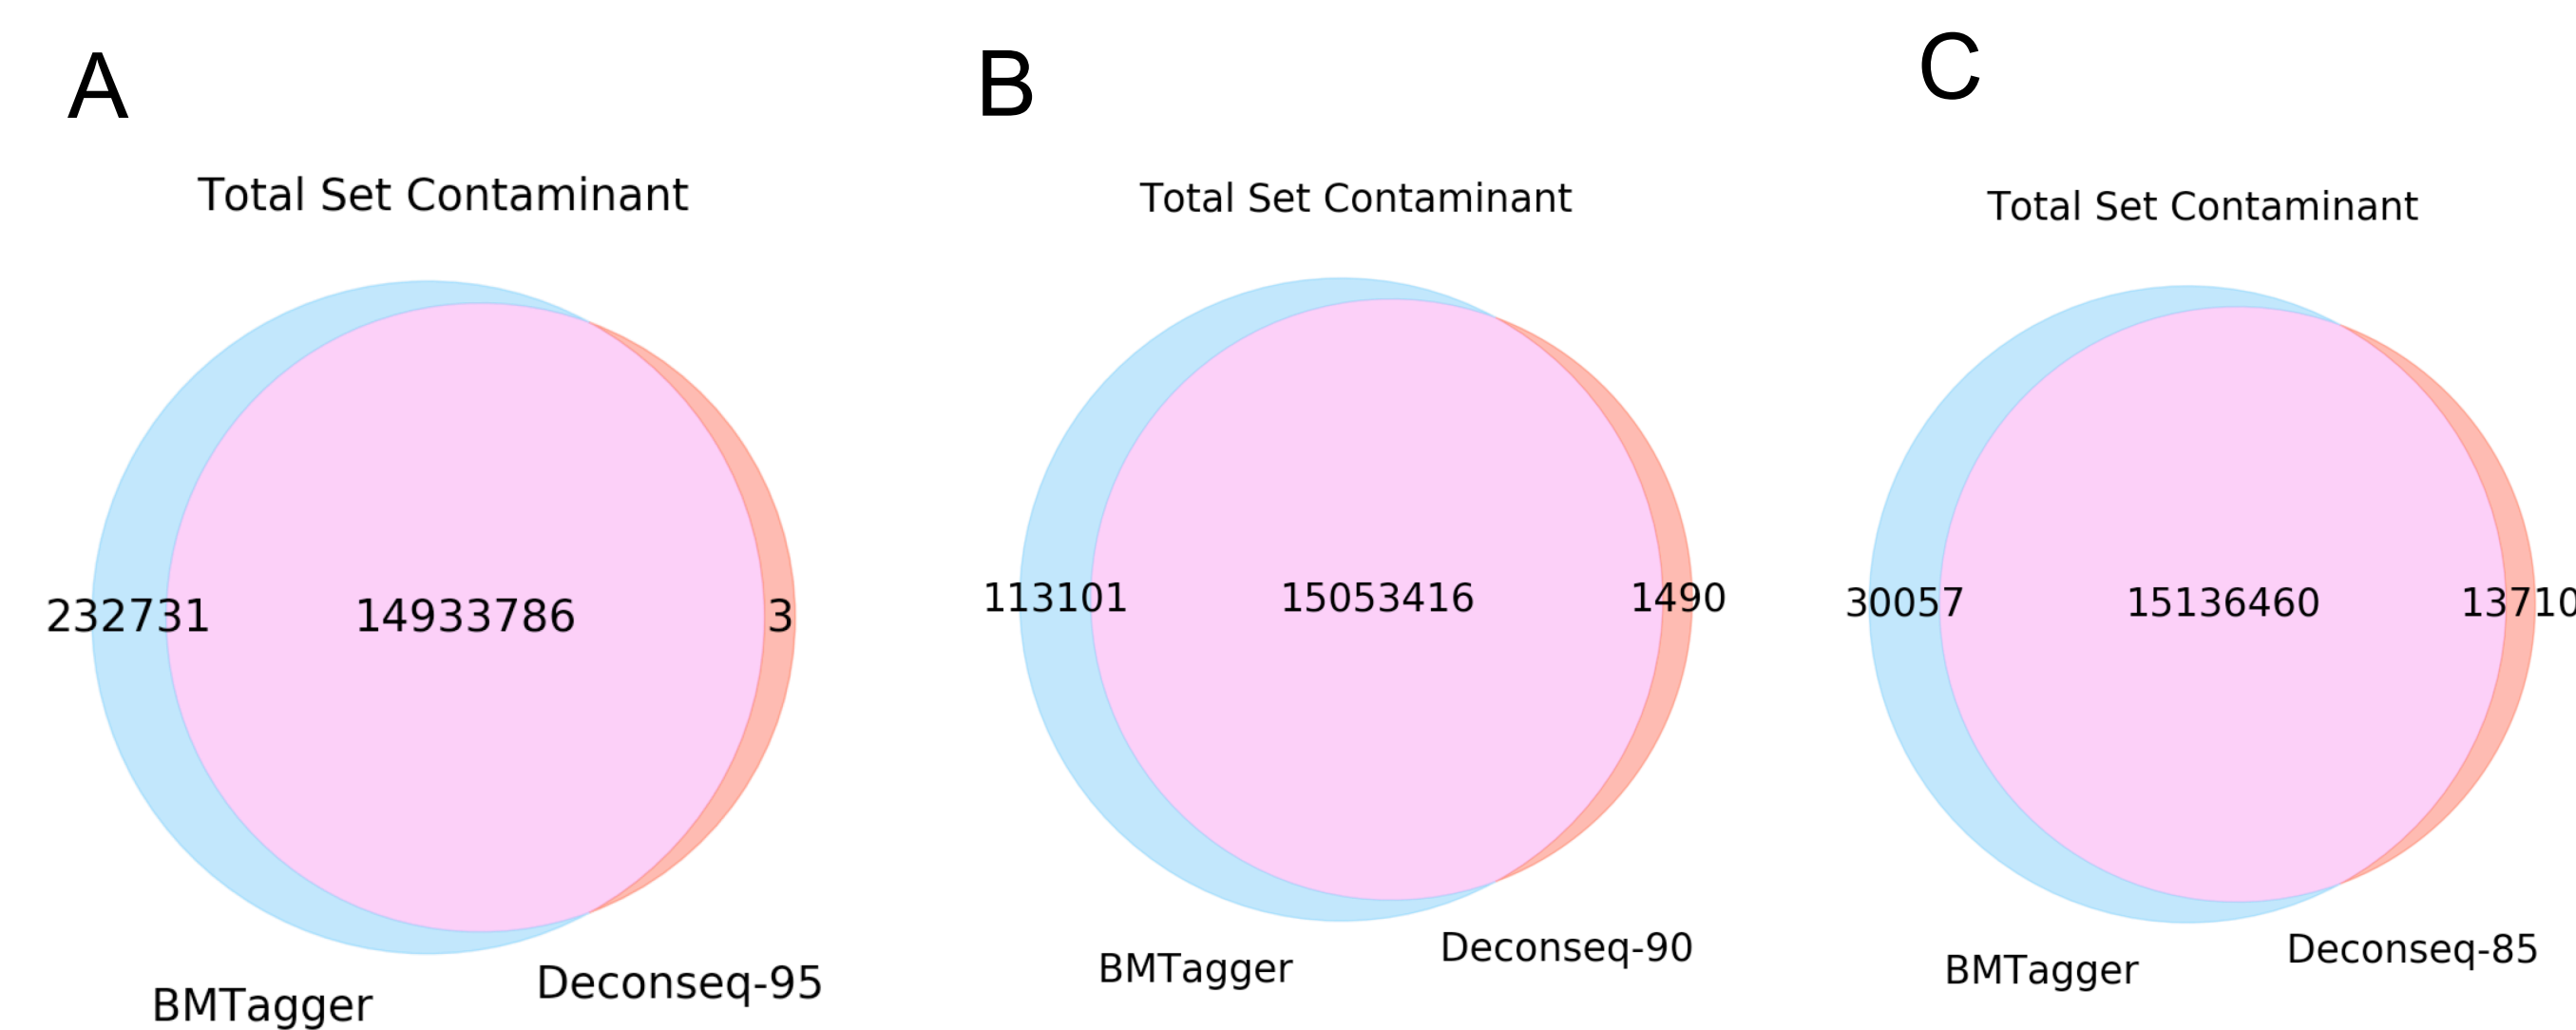 A
Total Set Contaminant
232731 14933786 3
BMTagger
Deconseq-95
B
Total Set Contaminant
113101 15053416 1490
BMTagger
Deconseq-90
C
Total Set Contaminant
30057 15136460 13710
BMTagger
Deconseq-85